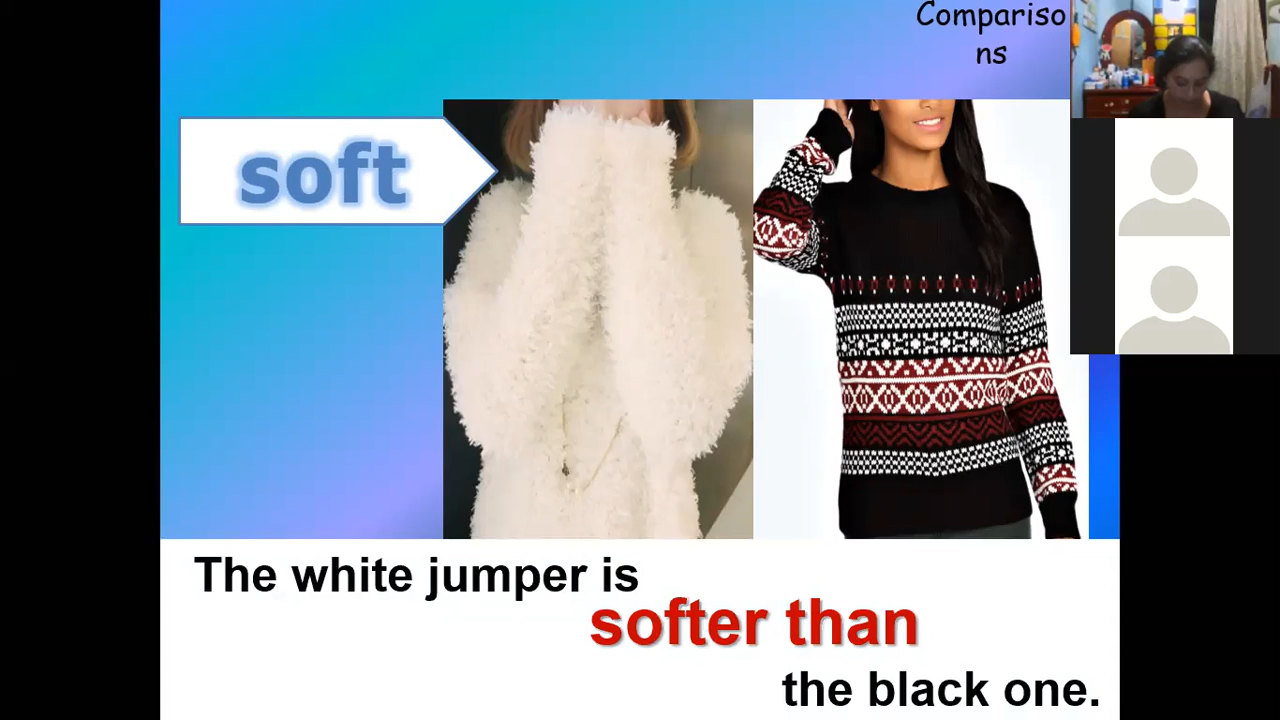 Compariso
ns
soft
The white jumper is
softer than
the black one.